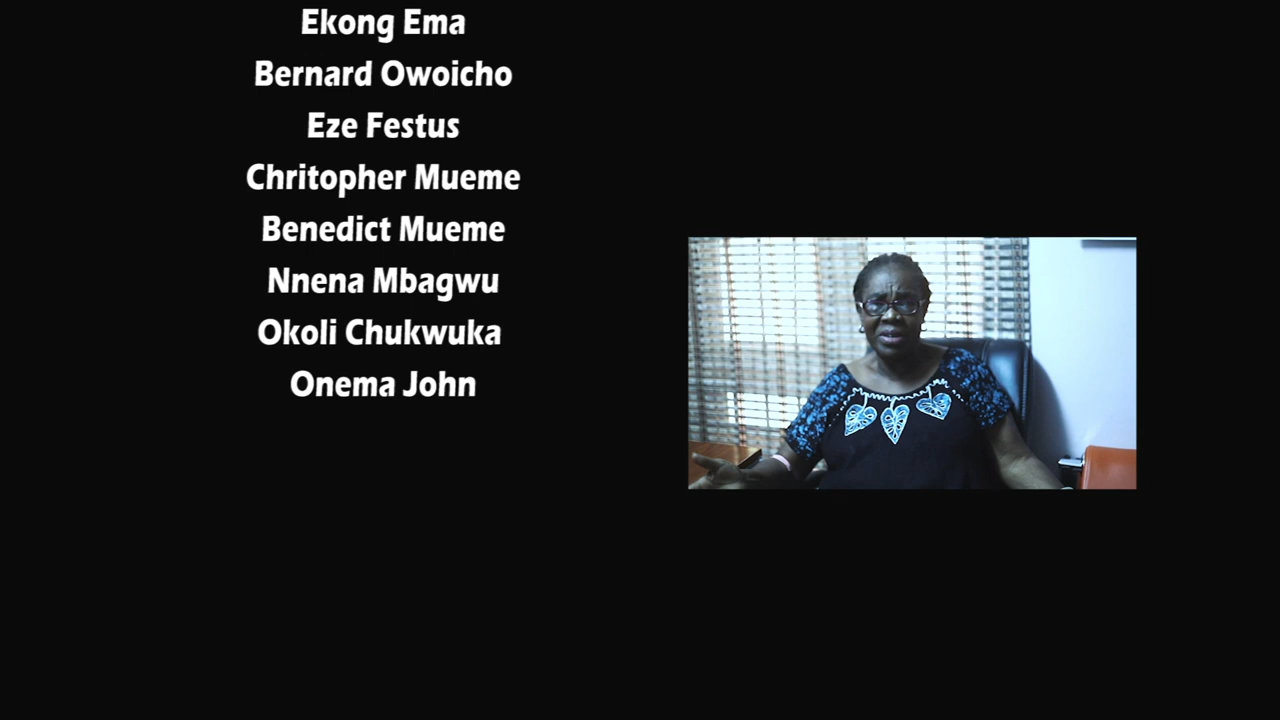 Ekong Ema
Bernard Owoicho
Eze Festus
Chritopher Mueme
Benedict Mueme
Nnena Mbagwu
Okoli Chukwuka
Onema John